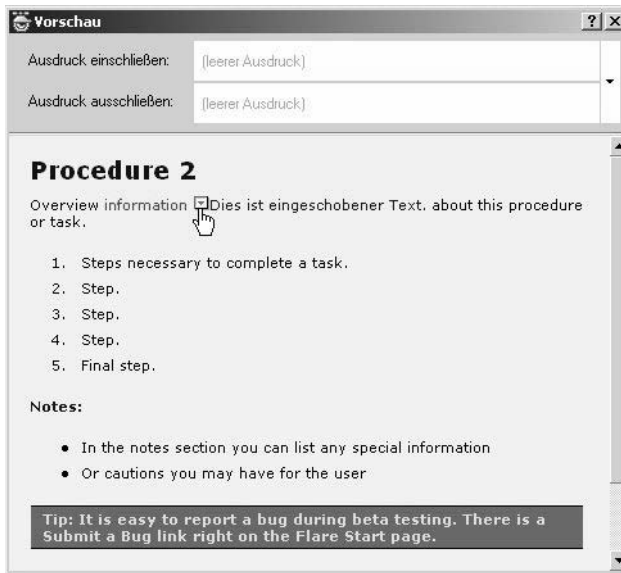 Vorschau
Ausdruck einschließen: (leerer Ausdruck)
Ausdruck ausschließen: (leerer Ausdruck)
Procedure 2
Overview information Dies ist eingeschobener Text. about this procedure
or task.
1. Steps necessary to complete a task.
2. Step.
3. Step.
4. Step.
5. Final step.
Notes:
• In the notes section you can list any special information
• Or cautions you may have for the user
Tip: It is easy to report a bug during beta testing. There is a
Submit a Bug link right on the Flare Start page.